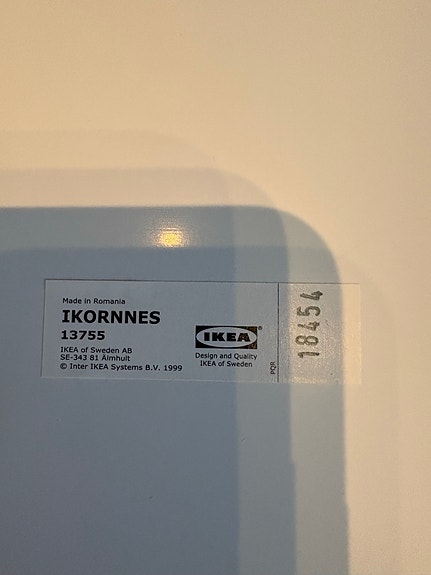 Made in Romania
IKORNNES
13755
IKEA of Sweden AB
SE-343 81 Älmhult
© Inter IKEA Systems B.V. 1999
IKEA®
Design and Quality
IKEA of Sweden
PQR
18454